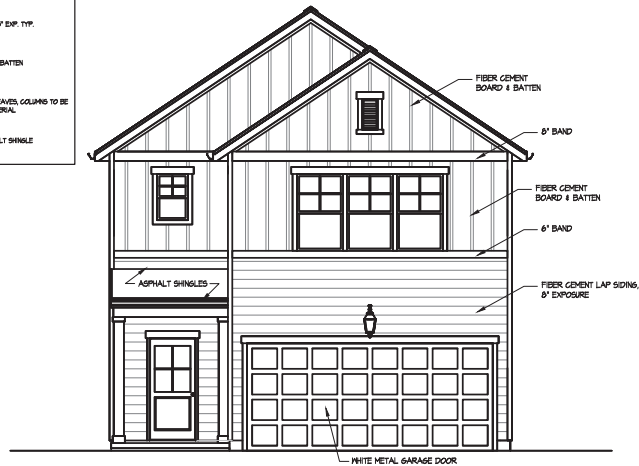 " EXP. TYP.
BATTEN
EAVES, COLUMNS TO BE
ERIAL
LT SHINGLE
FIBER CEMENT
BOARD & BATTEN
8" BAND
FIBER CEMENT
BOARD & BATTEN
6" BAND
ASPHALT SHINGLES
FIBER CEMENT LAP SIDING,
8" EXPOSURE
WHITE METAL GARAGE DOOR